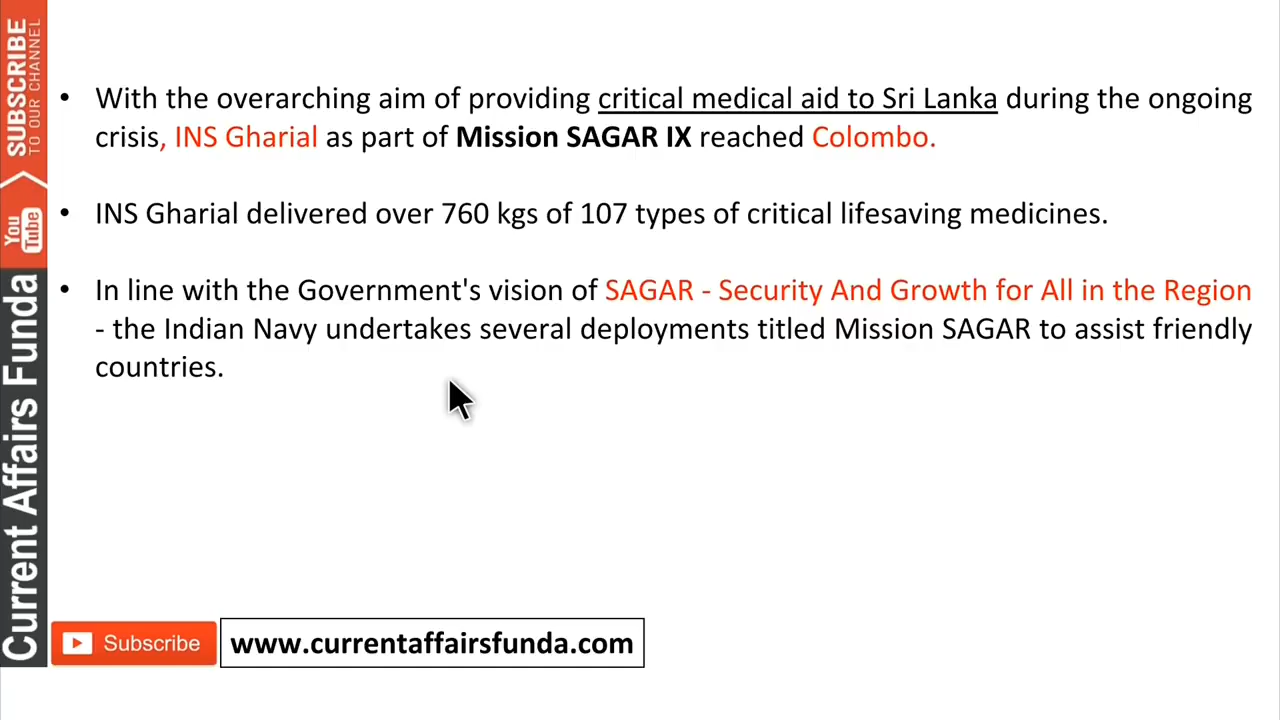 SUBSCRIBE
TO OUR CHANNEL
You
Tube
Current Affairs Funda
• With the overarching aim of providing critical medical aid to Sri Lanka during the ongoing
crisis, INS Gharial as part of Mission SAGAR IX reached Colombo.
• INS Gharial delivered over 760 kgs of 107 types of critical lifesaving medicines.
• In line with the Government's vision of SAGAR - Security And Growth for All in the Region
- the Indian Navy undertakes several deployments titled Mission SAGAR to assist friendly
countries.
Subscribe
www.currentaffairsfunda.com